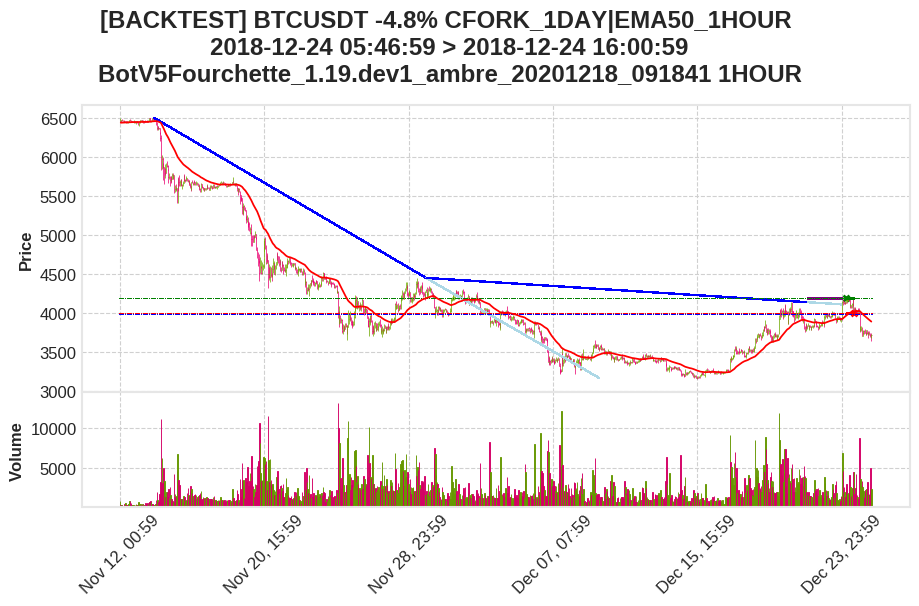 [BACKTEST] BTCUSDT -4.8% CFORK_1DAY|EMA50_1HOUR
2018-12-24 05:46:59 > 2018-12-24 16:00:59
BotV5Fourchette_1.19.dev1_ambre_20201218_091841 1HOUR
Price
6500
6000
5500
5000
4500
4000
3500
3000
Volume
10000
5000
Nov 12, 00:59
Nov 20, 15:59
Nov 28, 23:59
Dec 07, 07:59
Dec 15, 15:59
Dec 23, 23:59